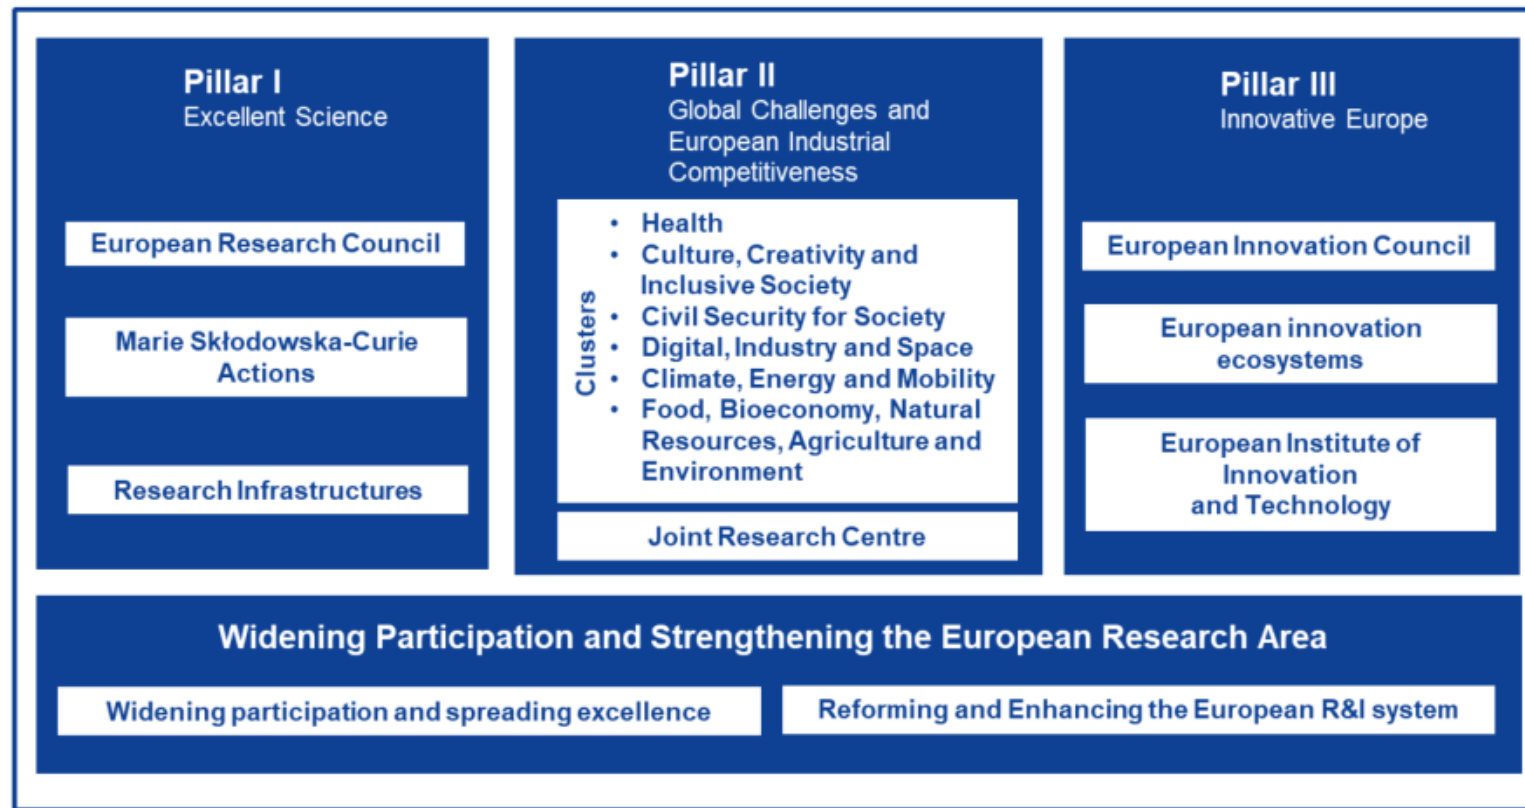 Pillar I
Excellent Science
European Research Council
Marie Skłodowska-Curie
Actions
Research Infrastructures
Pillar II
Global Challenges and
European Industrial
Competitiveness
Clusters
• Health
• Culture, Creativity and
Inclusive Society
• Civil Security for Society
• Digital, Industry and Space
• Climate, Energy and Mobility
• Food, Bioeconomy, Natural
Resources, Agriculture and
Environment
Joint Research Centre
Pillar III
Innovative Europe
European Innovation Council
European innovation
ecosystems
European Institute of
Innovation
and Technology
Widening Participation and Strengthening the European Research Area
Widening participation and spreading excellence
Reforming and Enhancing the European R&I system